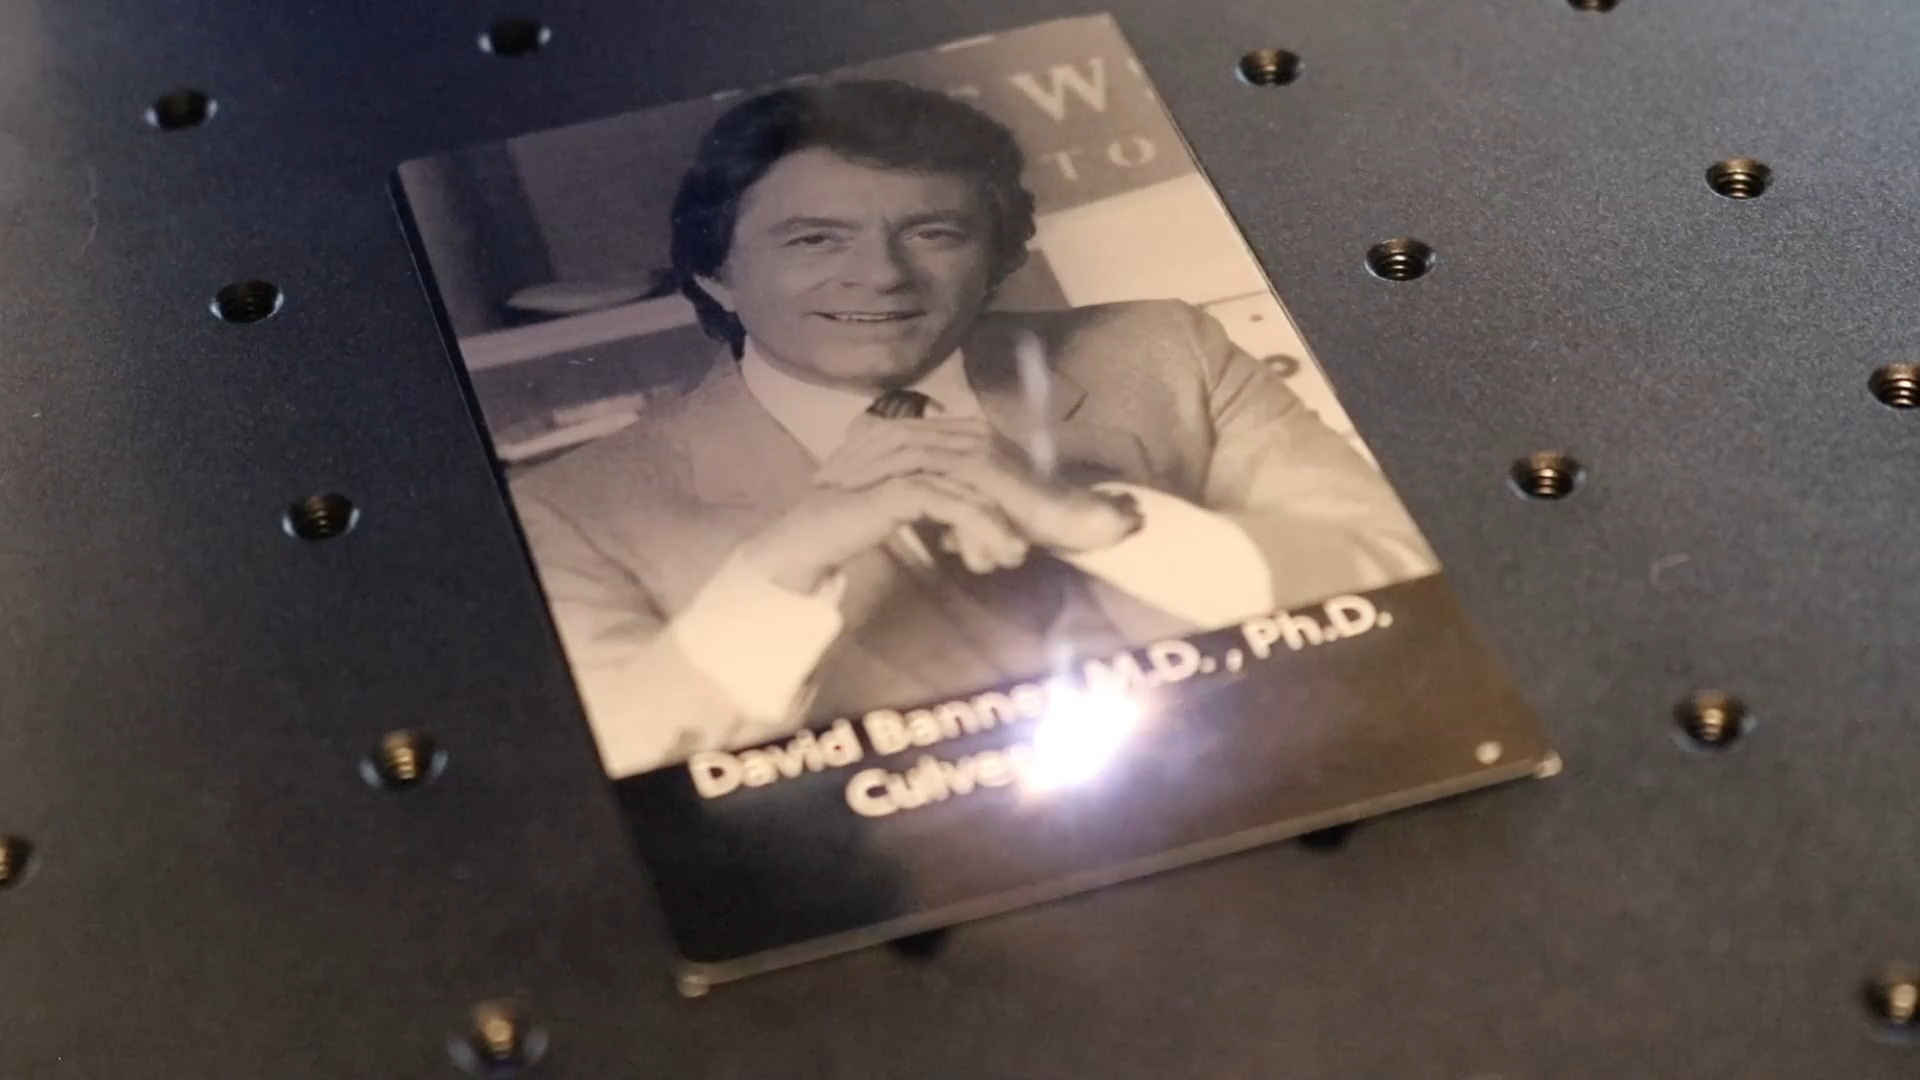 W
TO
David Banner M.D., Ph.D.
Culver